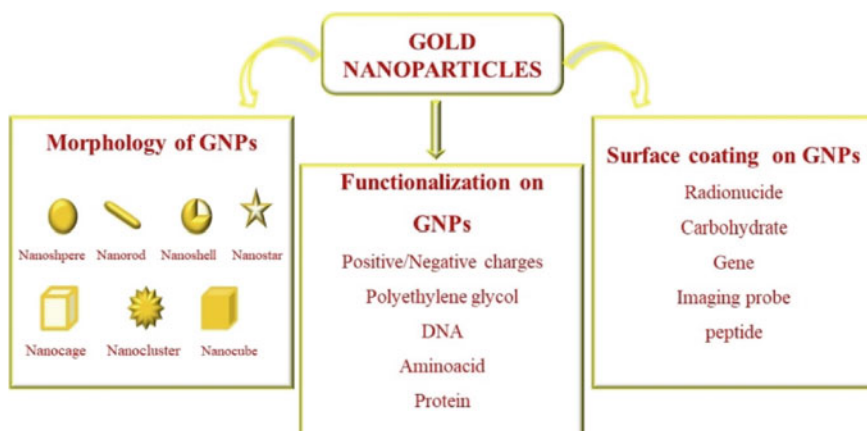 GOLD
NANOPARTICLES
Morphology of GNPs
Nanoshpere Nanorod Nanoshell Nanostar
Nanocage Nanocluster Nanocube
Functionalization on
GNPs
Positive/Negative charges
Polyethylene glycol
DNA
Aminoacid
Protein
Surface coating on GNPs
Radionucide
Carbohydrate
Gene
Imaging probe
peptide